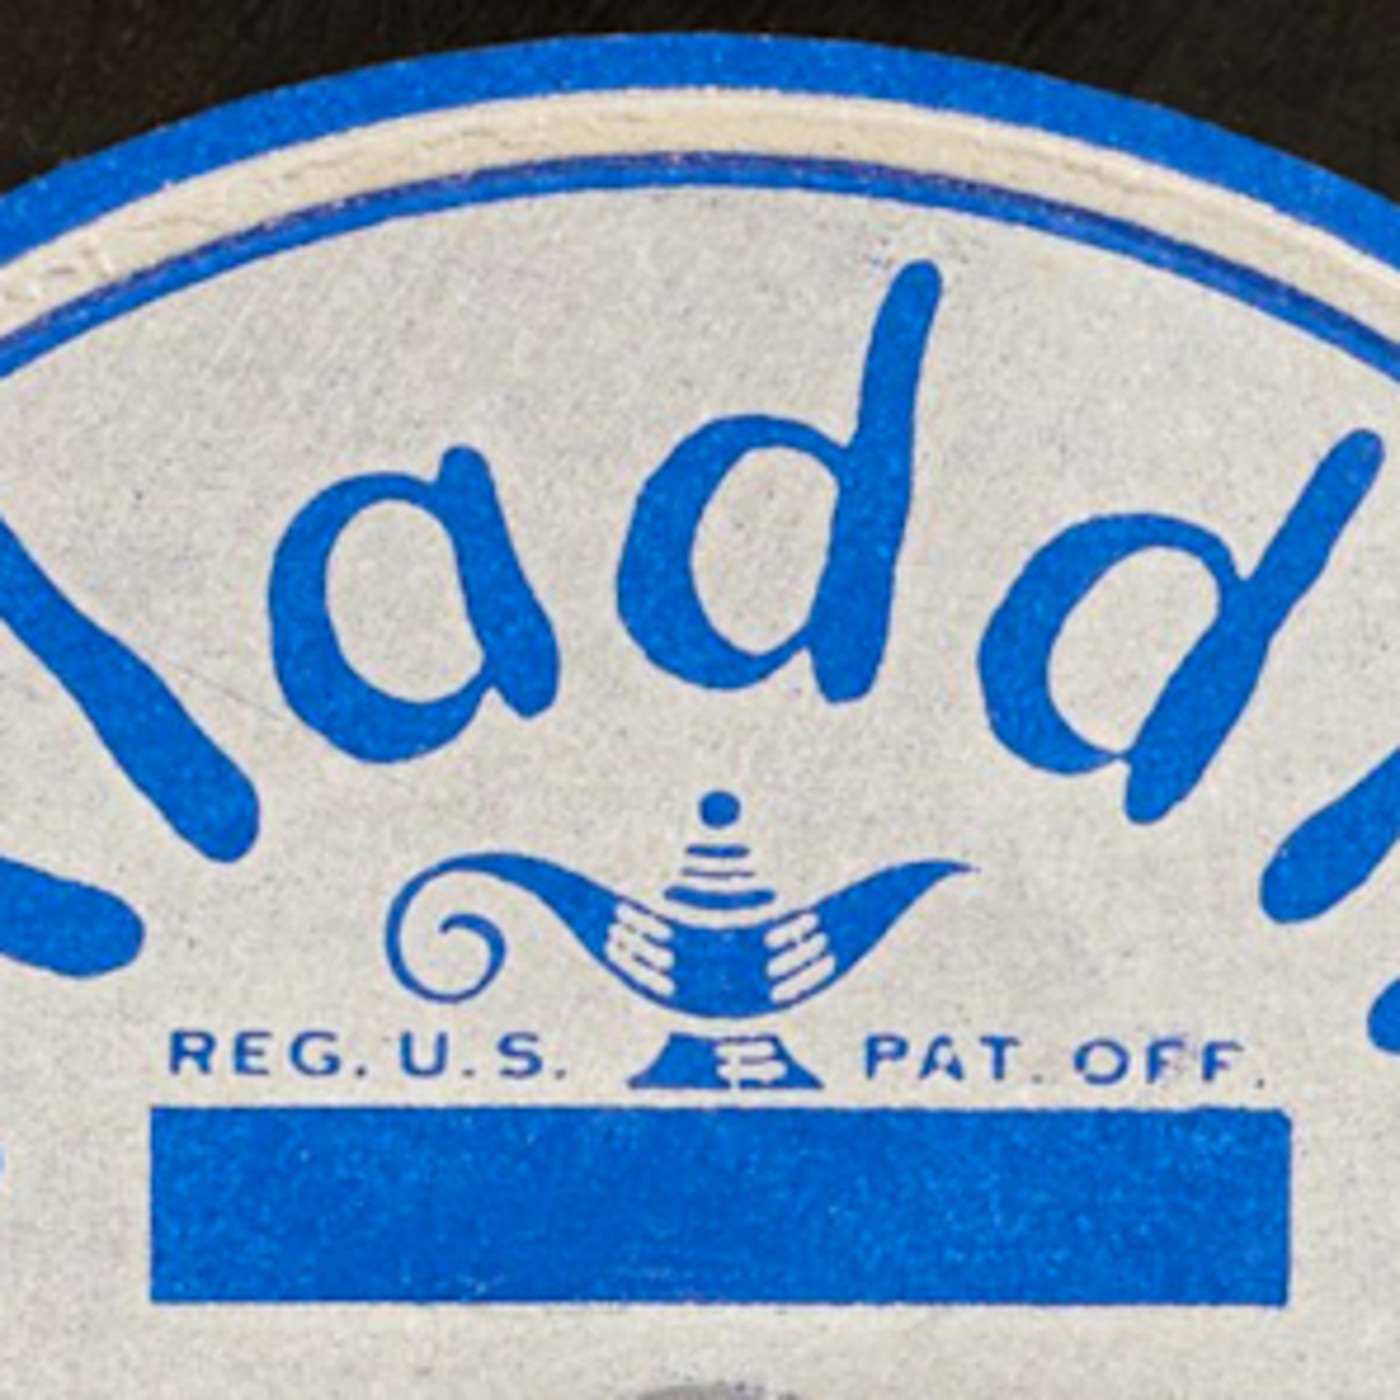 ladd
REG. U.S. PAT. OFF.